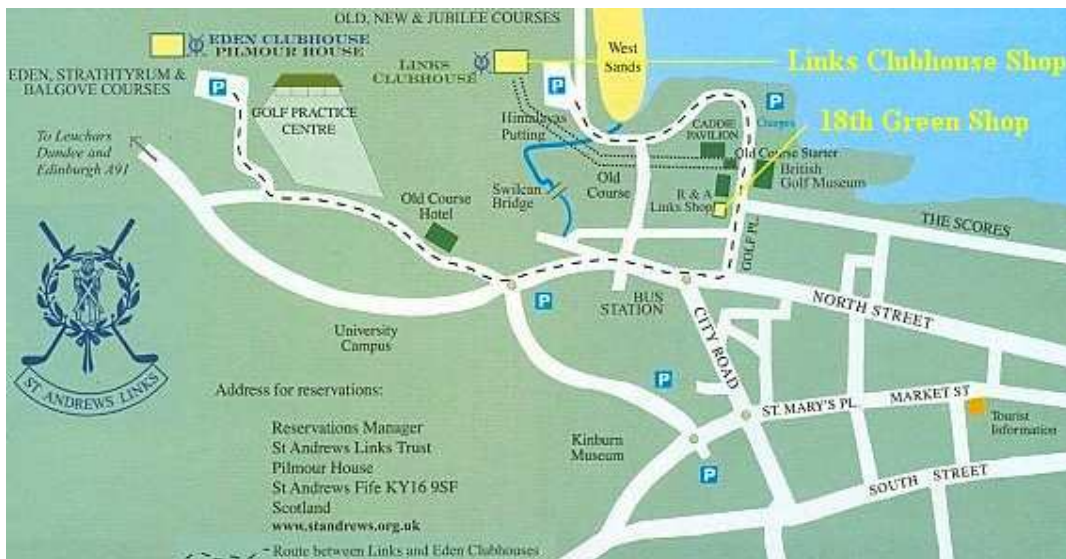 OLD, NEW & JUBILEE COURSES
EDEN CLUBHOUSE
PILMOUR HOUSE
LINKS
CLUBHOUSE
West
Sands
Links Clubhouse Shop
EDEN, STRATHTYRUM &
BALGOVE COURSES
P
GOLF PRACTICE
CENTRE
P
P
Charges
18th Green Shop
Himalayas
Putting
CADDIE
PAVILION
To Leuchars
Dundee and
Edinburgh A91
Old Course Starter
British
Golf Museum
Old
Course
Swilcan
Bridge
R & A
Links Shop
Old Course
Hotel
THE SCORES
GOLF PL.
P
BUS
STATION
NORTH STREET
CITY ROAD
University
Campus
ST ANDREWS LINKS
Address for reservations:
P
MARKET ST
ST. MARY'S PL.
Tourist
Information
Reservations Manager
St Andrews Links Trust
Pilmour House
St Andrews Fife KY16 9SF
Scotland
www.standrews.org.uk
Kinburn
Museum
P
SOUTH STREET
Route between Links and Eden Clubhouses